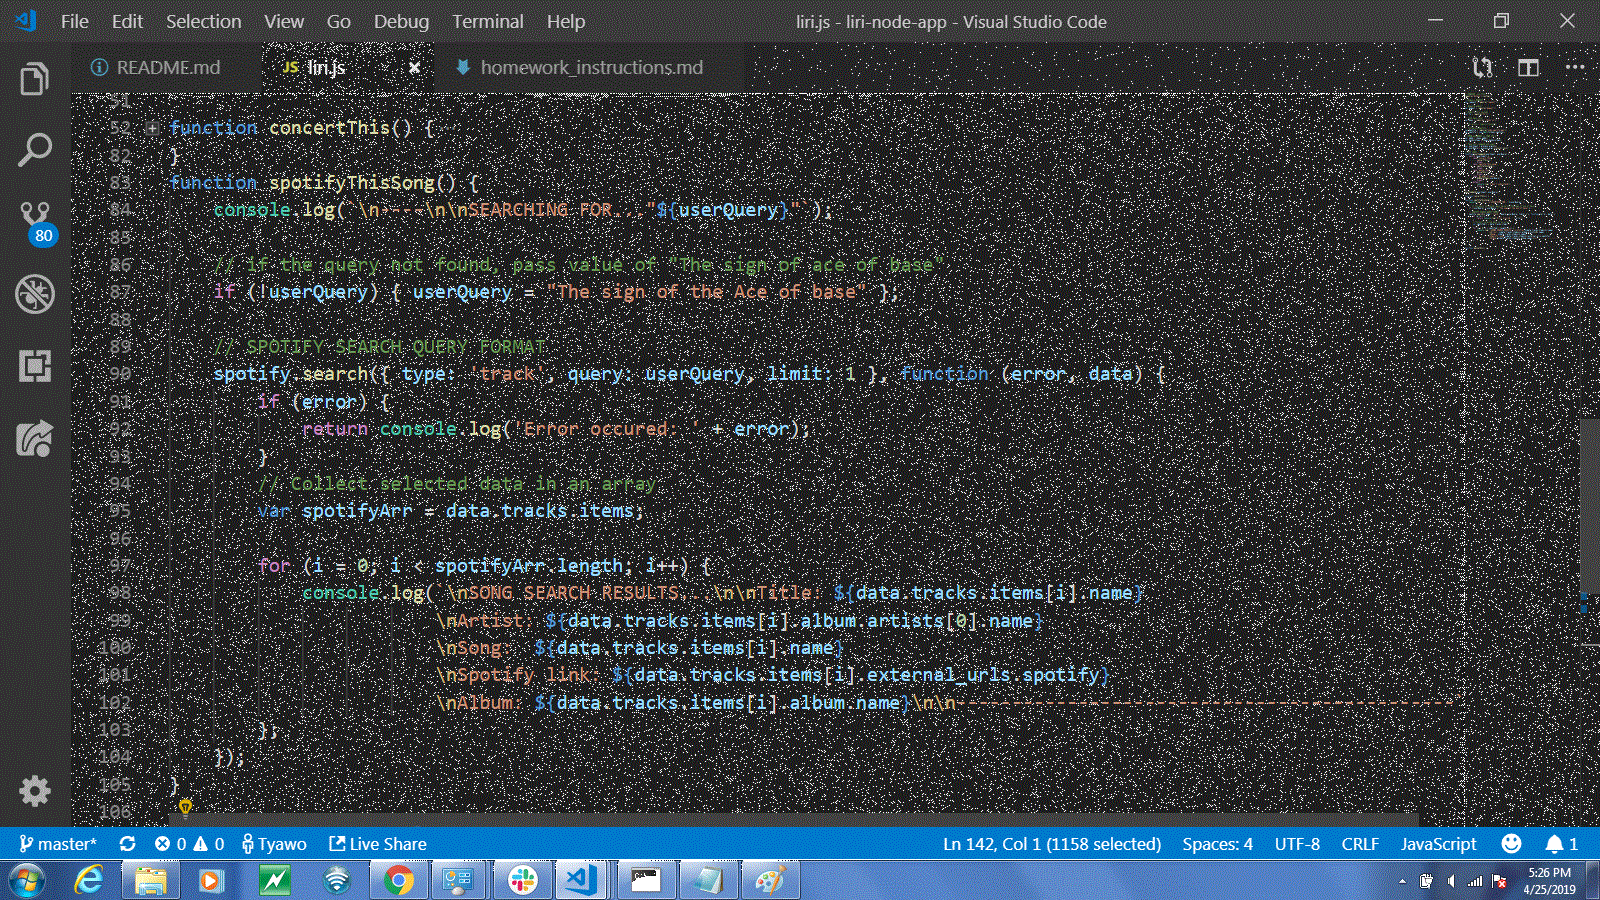 File Edit Selection View Go Debug Terminal Help liri.js - liri-node-app - Visual Studio Code
README.md JS liri.js homework_instructions.md
51
52 function concertThis() {
82 }
83 function spotifyThisSong() {
84 console.log(`\n----\n\nSEARCHING FOR..."${userQuery}"`);
85
86 // if the query not found, pass value of "The sign of ace of base"
87 if (!userQuery) { userQuery = "The sign of the Ace of base" };
88
89 // SPOTIFY SEARCH QUERY FORMAT
90 spotify.search({ type: 'track', query: userQuery, limit: 1 }, function (error, data) {
91 if (error) {
92 return console.log('Error occured: ' + error);
93 }
94 // Collect selected data in an array
95 var spotifyArr = data.tracks.items;
96
97 for (i = 0; i < spotifyArr.length; i++) {
98 console.log(`\nSONG SEARCH RESULTS...\n\nTitle: ${data.tracks.items[i].name}
99 \nArtist: ${data.tracks.items[i].album.artists[0].name}
100 \nSong: ${data.tracks.items[i].name}
101 \nSpotify link: ${data.tracks.items[i].external_urls.spotify}
102 \nAlbum: ${data.tracks.items[i].album.name}\n\n---------------------------------------------
103 };
104 });
105 }
106
80
master* 0 0 Tyawo Live Share Ln 142, Col 1 (1158 selected) Spaces: 4 UTF-8 CRLF JavaScript 1
5:26 PM
4/25/2019